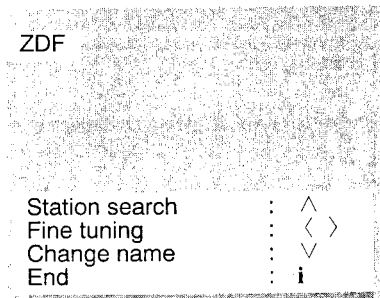 ZDF
Station search : ∧
Fine tuning : 〈 〉
Change name : ∨
End : i